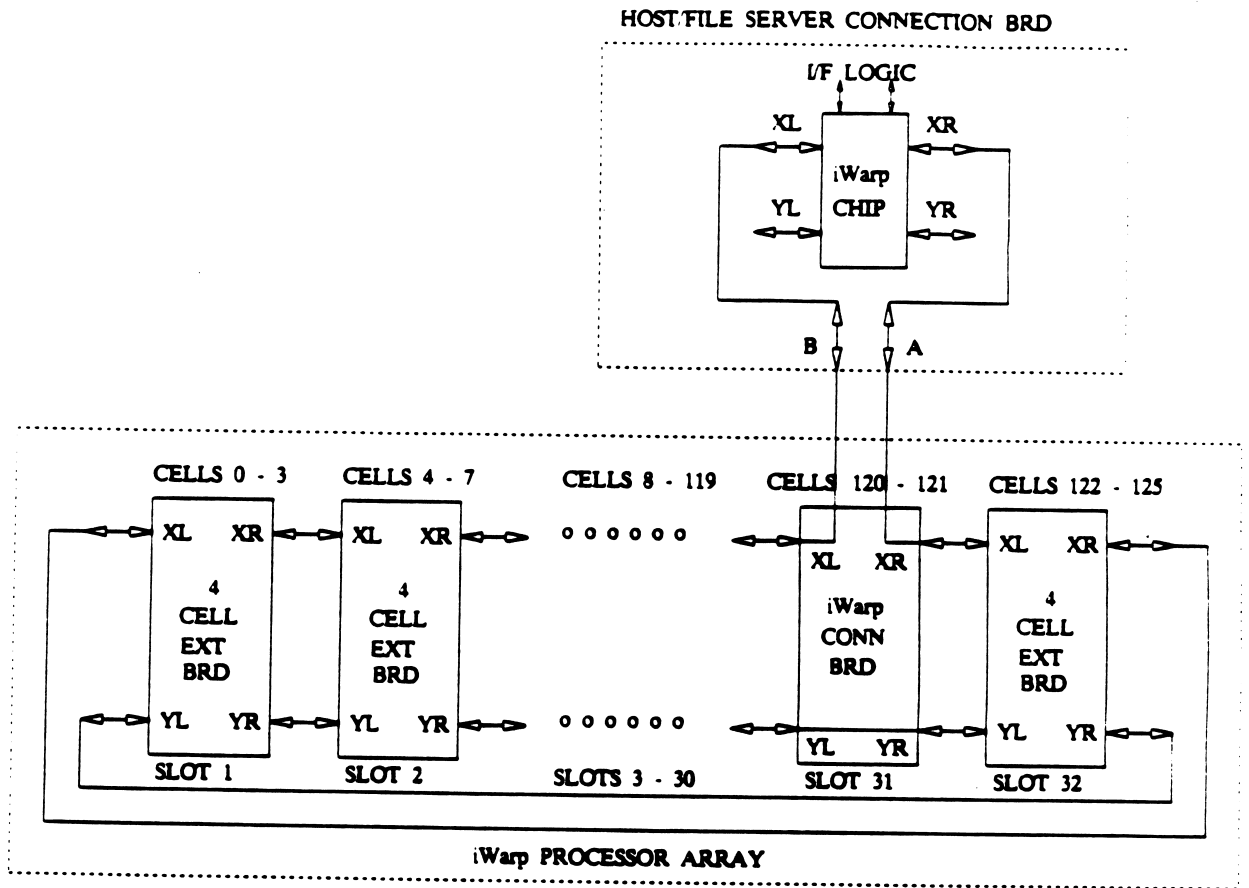 HOST/FILE SERVER CONNECTION BRD
I/F LOGIC
XL XR
iWarp
CHIP
YL YR
B A
CELLS 0 - 3 CELLS 4 - 7 CELLS 8 - 119 CELLS 120 - 121 CELLS 122 - 125
XL XR XL XR o o o o o o XL XR XL XR
4
CELL
EXT
BRD
4
CELL
EXT
BRD
iWarp
CONN
BRD
4
CELL
EXT
BRD
YL YR YL YR o o o o o o YL YR YL YR
SLOT 1 SLOT 2 SLOTS 3 - 30 SLOT 31 SLOT 32
iWarp PROCESSOR ARRAY